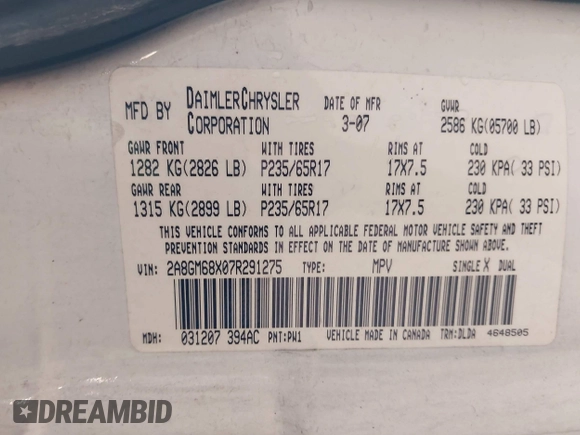 MFD BY DAIMLERCHRYSLER CORPORATION DATE OF MFR 3-07 GVWR 2586 KG(05700 LB)
GAWR FRONT WITH TIRES RIMS AT COLD
1282 KG(2826 LB) P235/65R17 17X7.5 230 KPA( 33 PSI)
GAWR REAR WITH TIRES RIMS AT COLD
1315 KG(2899 LB) P235/65R17 17X7.5 230 KPA( 33 PSI)
THIS VEHICLE CONFORMS TO ALL APPLICABLE FEDERAL MOTOR VEHICLE SAFETY AND THEFT
PREVENTION STANDARDS IN EFFECT ON THE DATE OF MANUFACTURE SHOWN ABOVE.
VIN: 2A8GM68X07R291275 TYPE: MPV SINGLE X DUAL
MDH: 031207 394AC PNT:PW1 VEHICLE MADE IN CANADA TRM:DLDA 4648505
DREAMBID